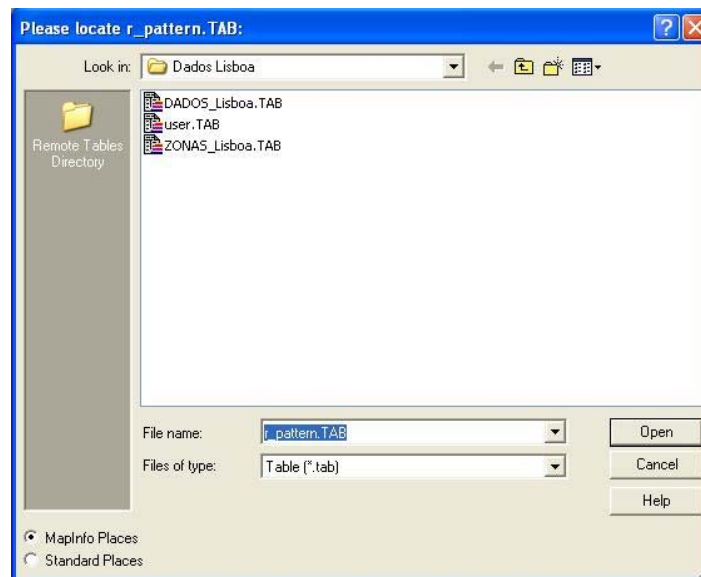 Please locate r_pattern.TAB:
Look in: Dados Lisboa
Remote Tables
Directory
DADOS_Lisboa.TAB
user.TAB
ZONAS_Lisboa.TAB
File name: r_pattern.TAB Open
Files of type: Table (*.tab) Cancel
Help
MapInfo Places
Standard Places